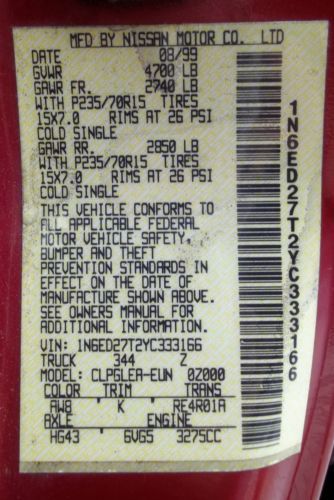 MFD BY NISSAN MOTOR CO. LTD
DATE 08/99
GVWR 4700 LB
GAWR FR. 2740 LB
WITH P235/70R15 TIRES
15X7.0 RIMS AT 26 PSI
COLD SINGLE
GAWR RR. 2850 LB
WITH P235/70R15 TIRES
15X7.0 RIMS AT 26 PSI
COLD SINGLE
THIS VEHICLE CONFORMS TO
ALL APPLICABLE FEDERAL
MOTOR VEHICLE SAFETY,
BUMPER AND THEFT
PREVENTION STANDARDS IN
EFFECT ON THE DATE OF
MANUFACTURE SHOWN ABOVE.
SEE OWNERS MANUAL FOR
ADDITIONAL INFORMATION.
VIN: 1N6ED27T2YC333166
TRUCK 344 Z
MODEL: CLPGLEA-EUN 0Z000
COLOR TRIM TRANS
AW8 K RE4R01A
AXLE ENGINE
HG43 6VG5 3275CC
1N6ED27T2YC333166